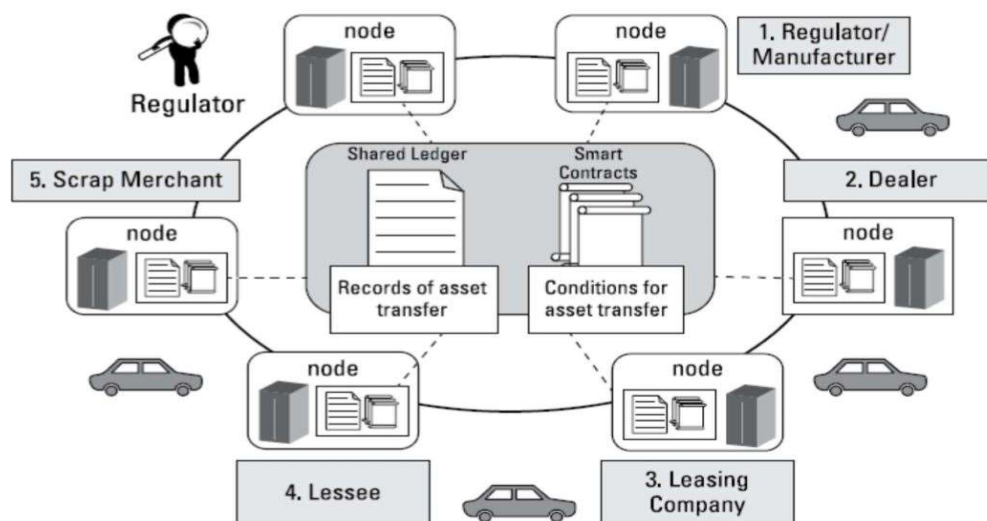 node
node
1. Regulator/
Manufacturer
Regulator
Shared Ledger
Smart
Contracts
5. Scrap Merchant
2. Dealer
node
node
Records of asset
transfer
Conditions for
asset transfer
node
node
4. Lessee
3. Leasing
Company